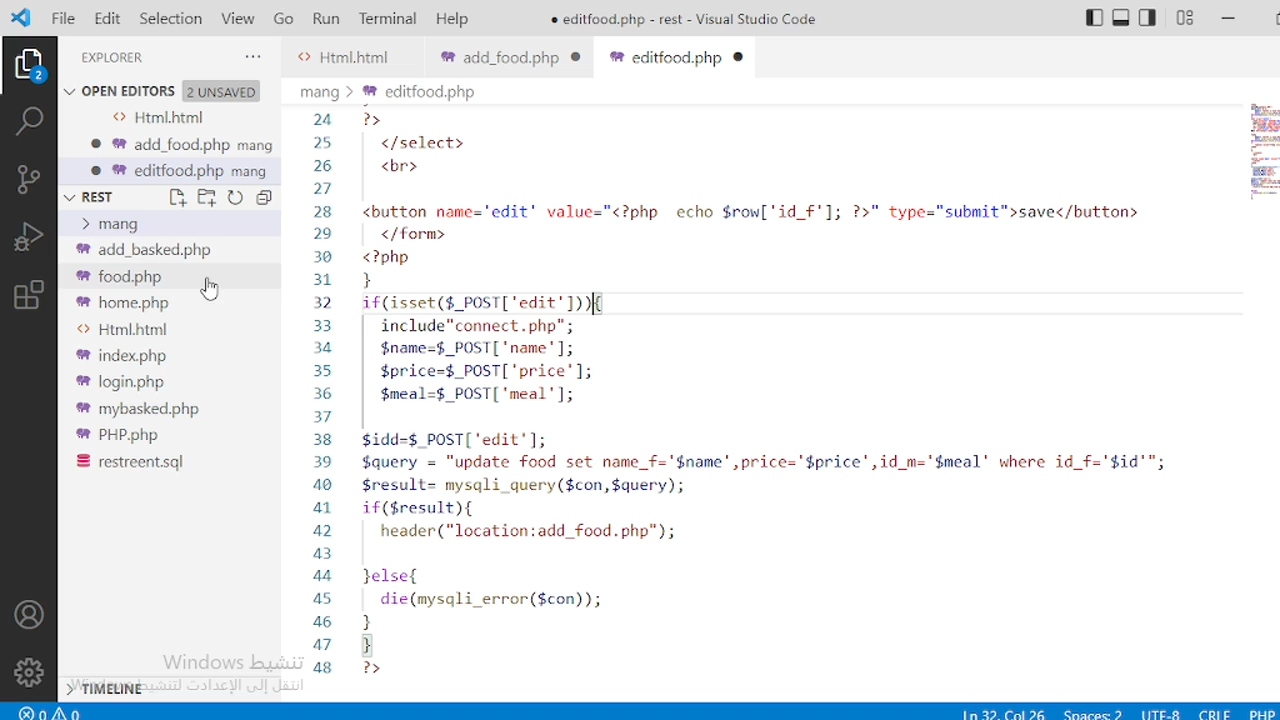 File Edit Selection View Go Run Terminal Help ● editfood.php - rest - Visual Studio Code
EXPLORER ... Html.html add_food.php ● editfood.php ●
OPEN EDITORS 2 UNSAVED
mang > editfood.php
Html.html
● add_food.php mang
● editfood.php mang
REST
mang
add_basked.php
food.php
home.php
Html.html
index.php
login.php
mybasked.php
PHP.php
restreent.sql
TIMELINE
2
24 ?>
25 </select>
26 <br>
27
28 <button name='edit' value="<?php echo $row['id_f']; ?>" type="submit">save</button>
29 </form>
30 <?php
31 }
32 if(isset($_POST['edit'])){
33 include"connect.php";
34 $name=$_POST['name'];
35 $price=$_POST['price'];
36 $meal=$_POST['meal'];
37
38 $idd=$_POST['edit'];
39 $query = "update food set name_f='$name',price='$price',id_m='$meal' where id_f='$id'";
40 $result= mysqli_query($con,$query);
41 if($result){
42 header("location:add_food.php");
43
44 }else{
45 die(mysqli_error($con));
46 }
47 }
48 ?>
تنشيط Windows
انتقل إلى الإعدادت لتنشيط Windows
0 0 Ln 32, Col 26 Spaces: 2 UTF-8 CRLF PHP